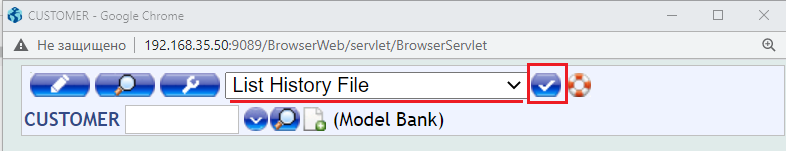 CUSTOMER - Google Chrome
Не защищено 192.168.35.50:9089/BrowserWeb/servlet/BrowserServlet
List History File
CUSTOMER (Model Bank)